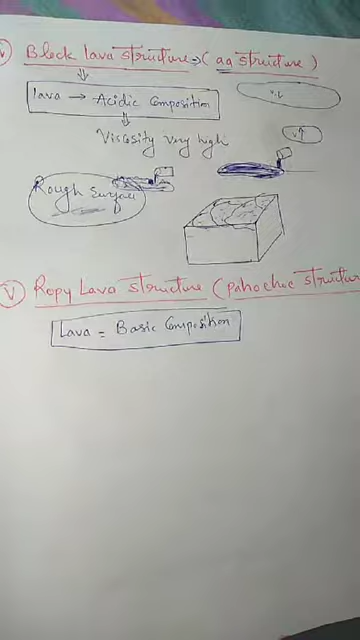 Block lava structure → (aa structure)
lava → Acidic Composition
Viscosity very high
v↓
v↑
Rough Surface
V Ropy Lava structure (pahoehoe structure
Lava = Basic Composition